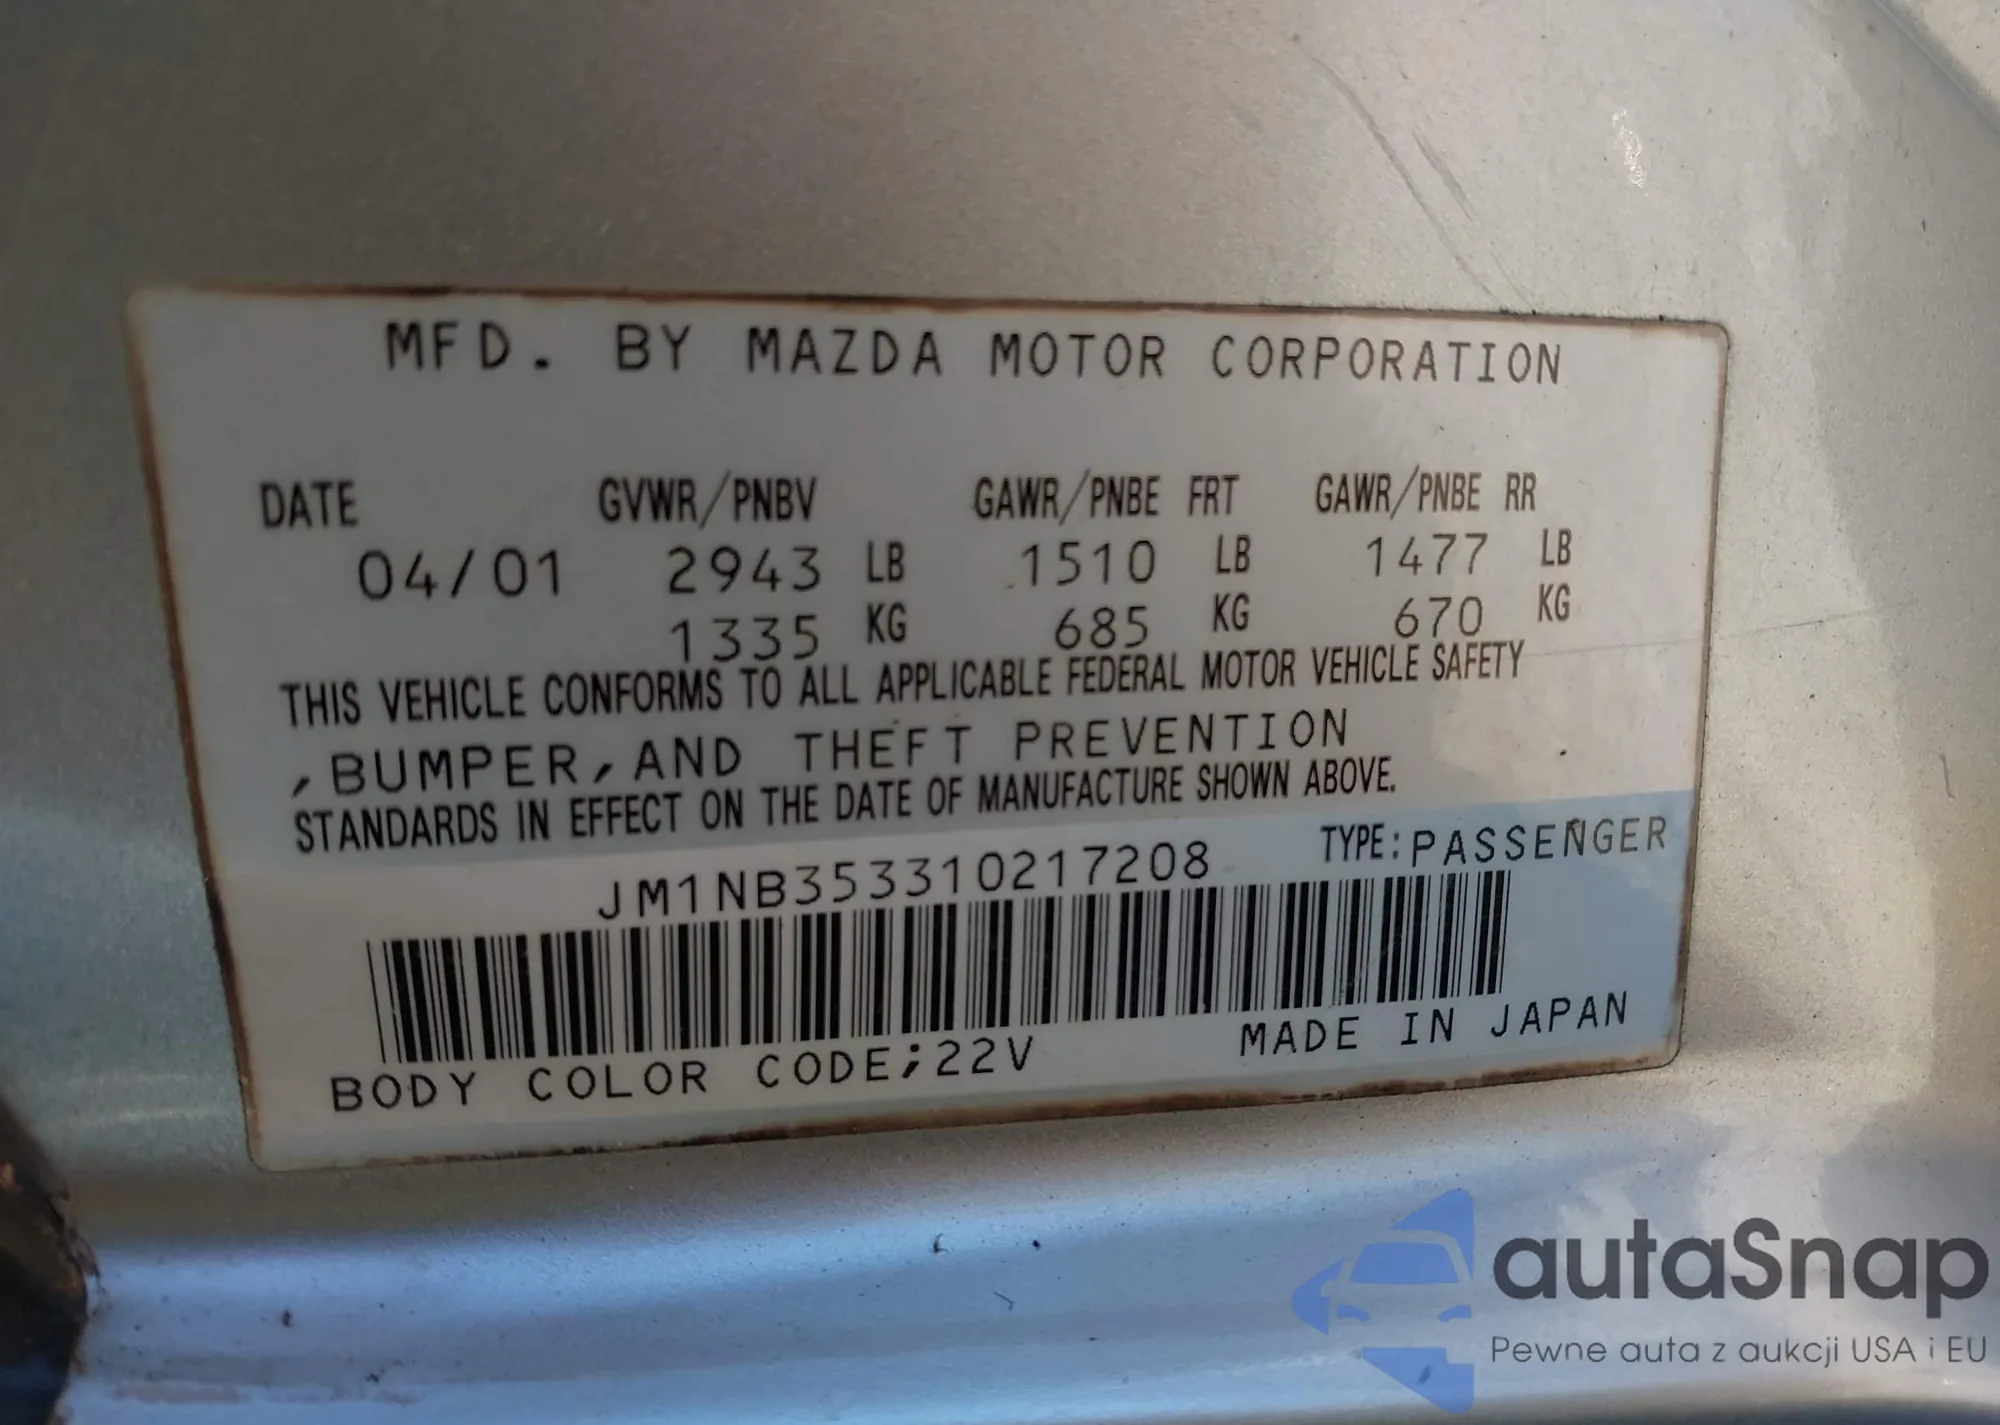 MFD. BY MAZDA MOTOR CORPORATION
DATE GVWR/PNBV GAWR/PNBE FRT GAWR/PNBE RR
04/01 2943 LB 1510 LB 1477 LB
1335 KG 685 KG 670 KG
THIS VEHICLE CONFORMS TO ALL APPLICABLE FEDERAL MOTOR VEHICLE SAFETY
,BUMPER,AND THEFT PREVENTION
STANDARDS IN EFFECT ON THE DATE OF MANUFACTURE SHOWN ABOVE.
JM1NB353310217208 TYPE:PASSENGER
BODY COLOR CODE;22V MADE IN JAPAN
autaSnap
Pewne auta z aukcji USA i EU